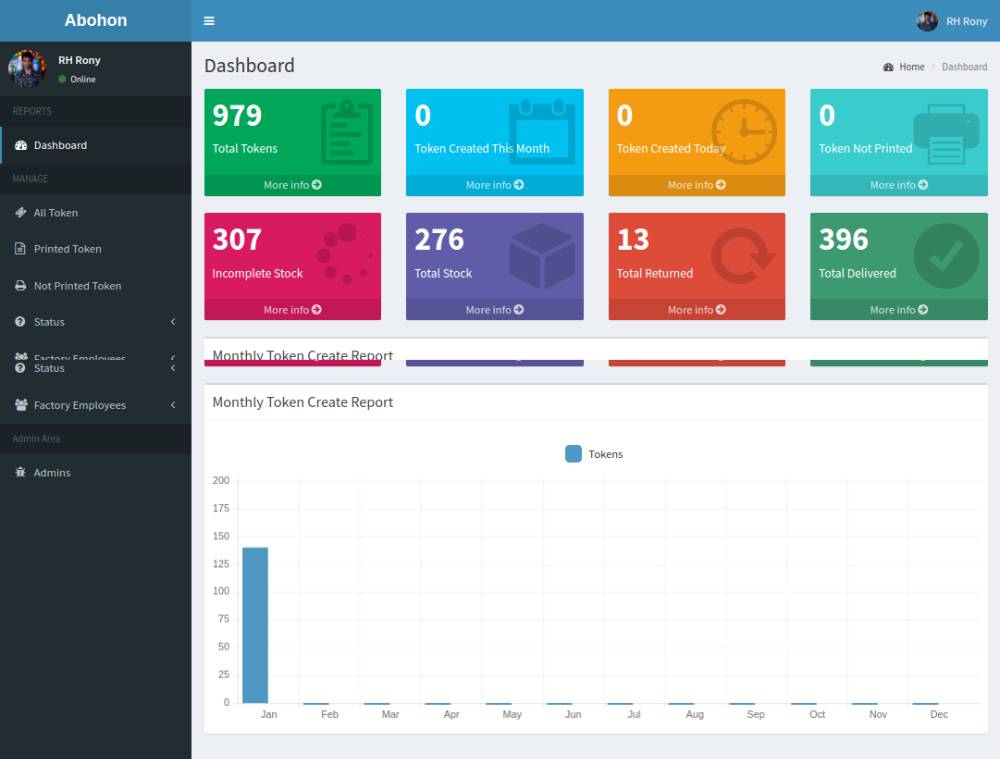 Abohon
RH Rony
RH Rony
Online
REPORTS
Dashboard
MANAGE
All Token
Printed Token
Not Printed Token
Status
Factory Employees
Status
Factory Employees
Admin Area
Admins
Dashboard
Home > Dashboard
979
Total Tokens
More info
0
Token Created This Month
More info
0
Token Created Today
More info
0
Token Not Printed
More info
307
Incomplete Stock
More info
276
Total Stock
More info
13
Total Returned
More info
396
Total Delivered
More info
Monthly Token Create Report
Monthly Token Create Report
Tokens
200
175
150
125
100
75
50
25
0
Jan Feb Mar Apr May Jun Jul Aug Sep Oct Nov Dec